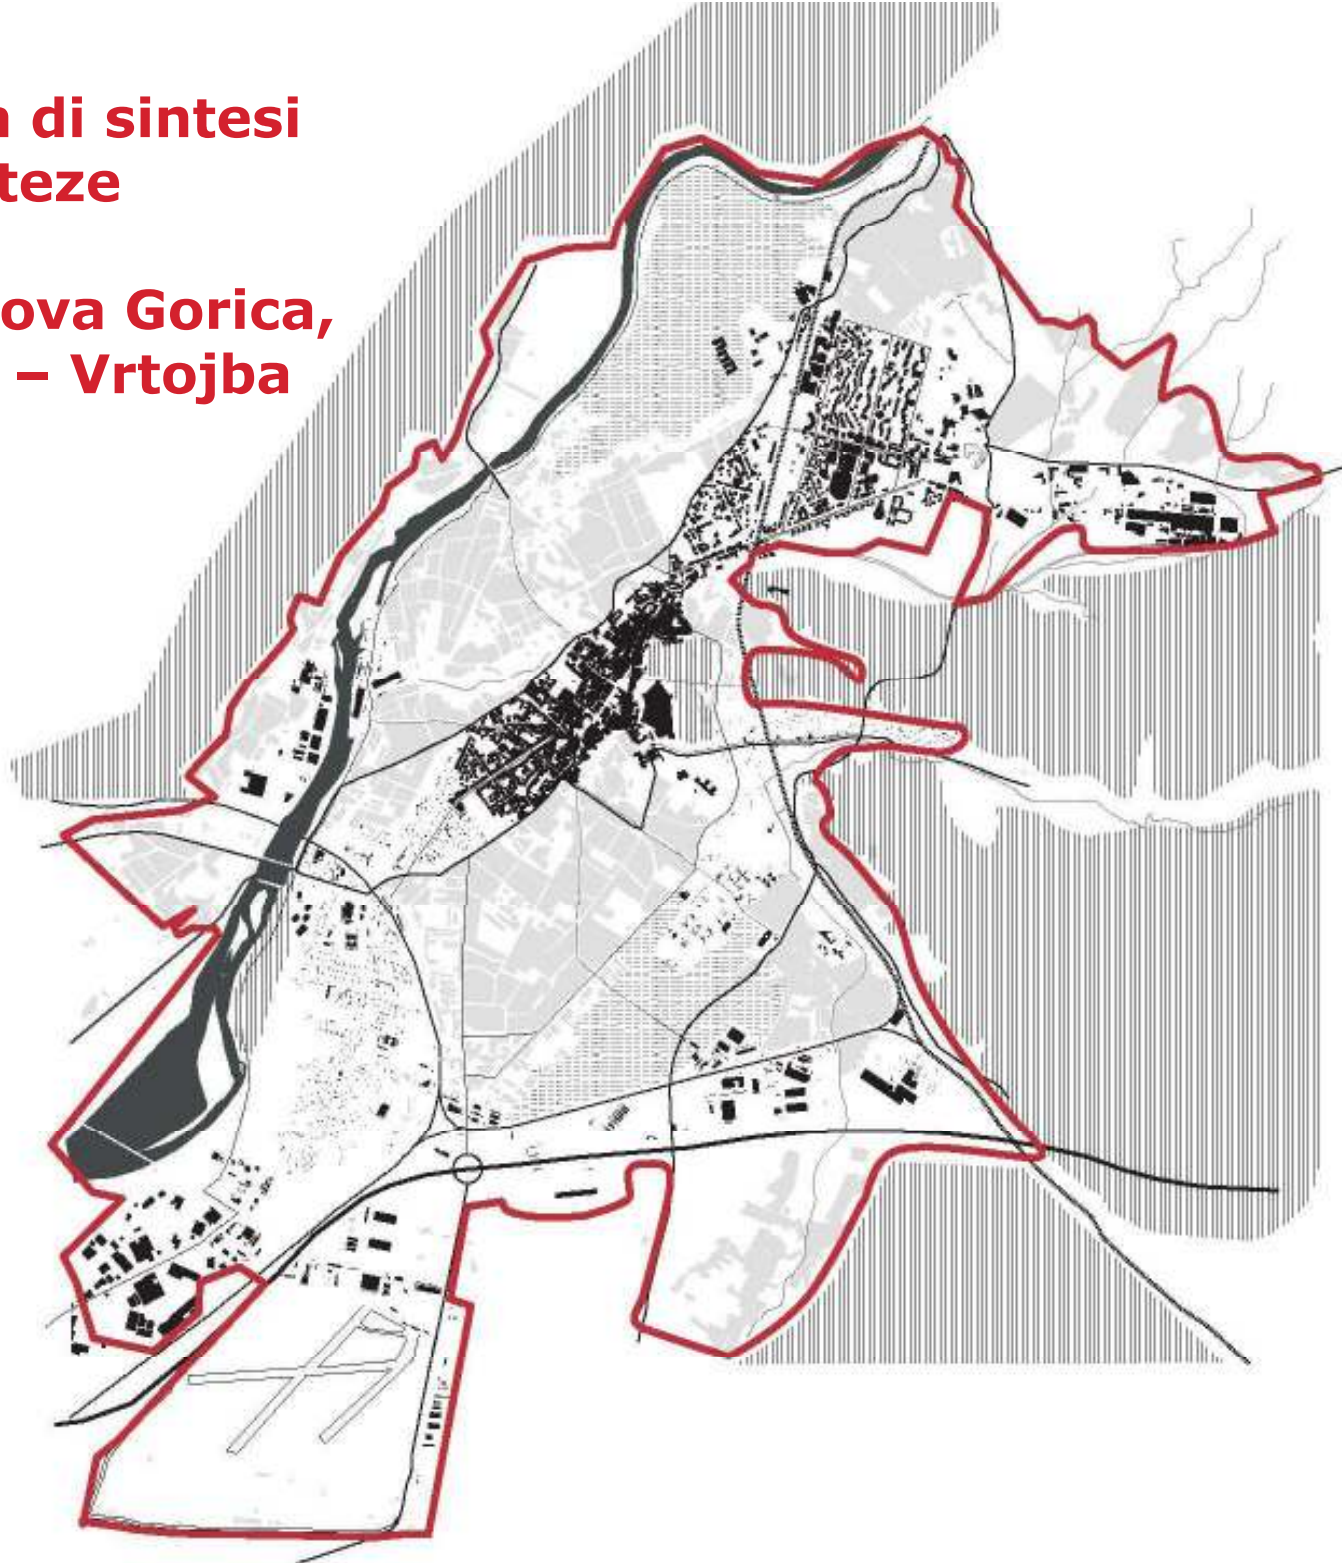 di sintesi
teze
ova Gorica,
– Vrtojba